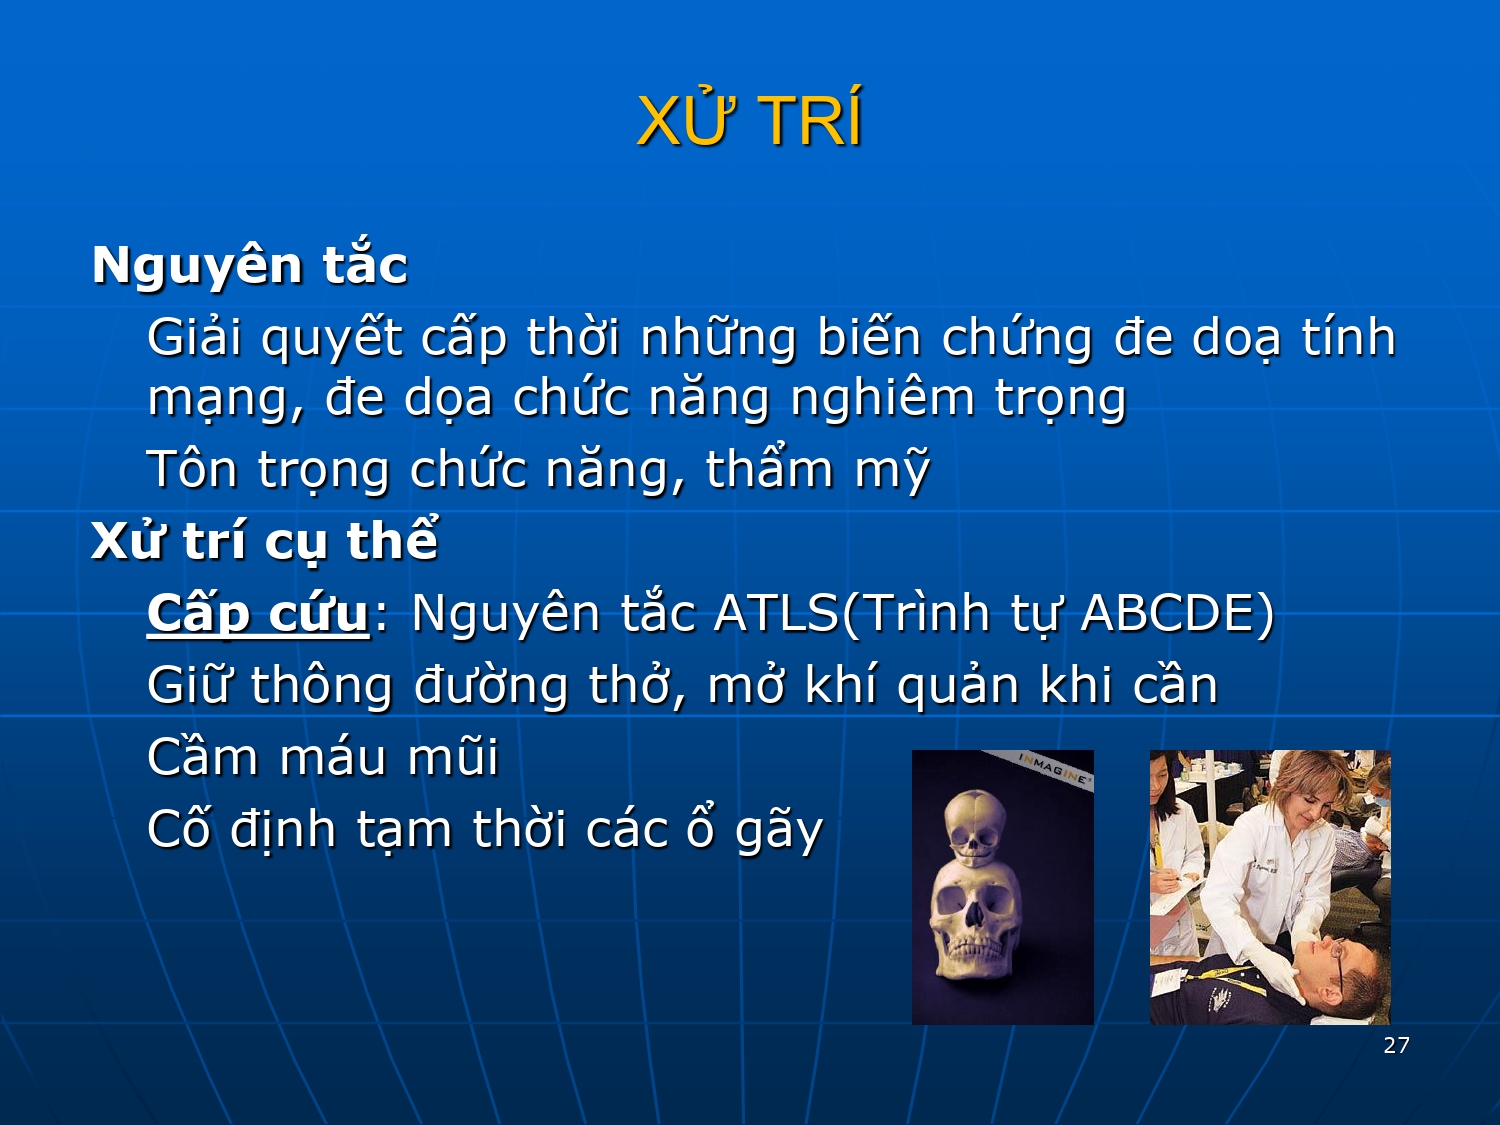 XỬ TRÍ
Nguyên tắc
Giải quyết cấp thời những biến chứng đe doạ tính
mạng, đe dọa chức năng nghiêm trọng
Tôn trọng chức năng, thẩm mỹ
Xử trí cụ thể
Cấp cứu: Nguyên tắc ATLS(Trình tự ABCDE)
Giữ thông đường thở, mở khí quản khi cần
Cầm máu mũi
Cố định tạm thời các ổ gãy
INMAGINE
27